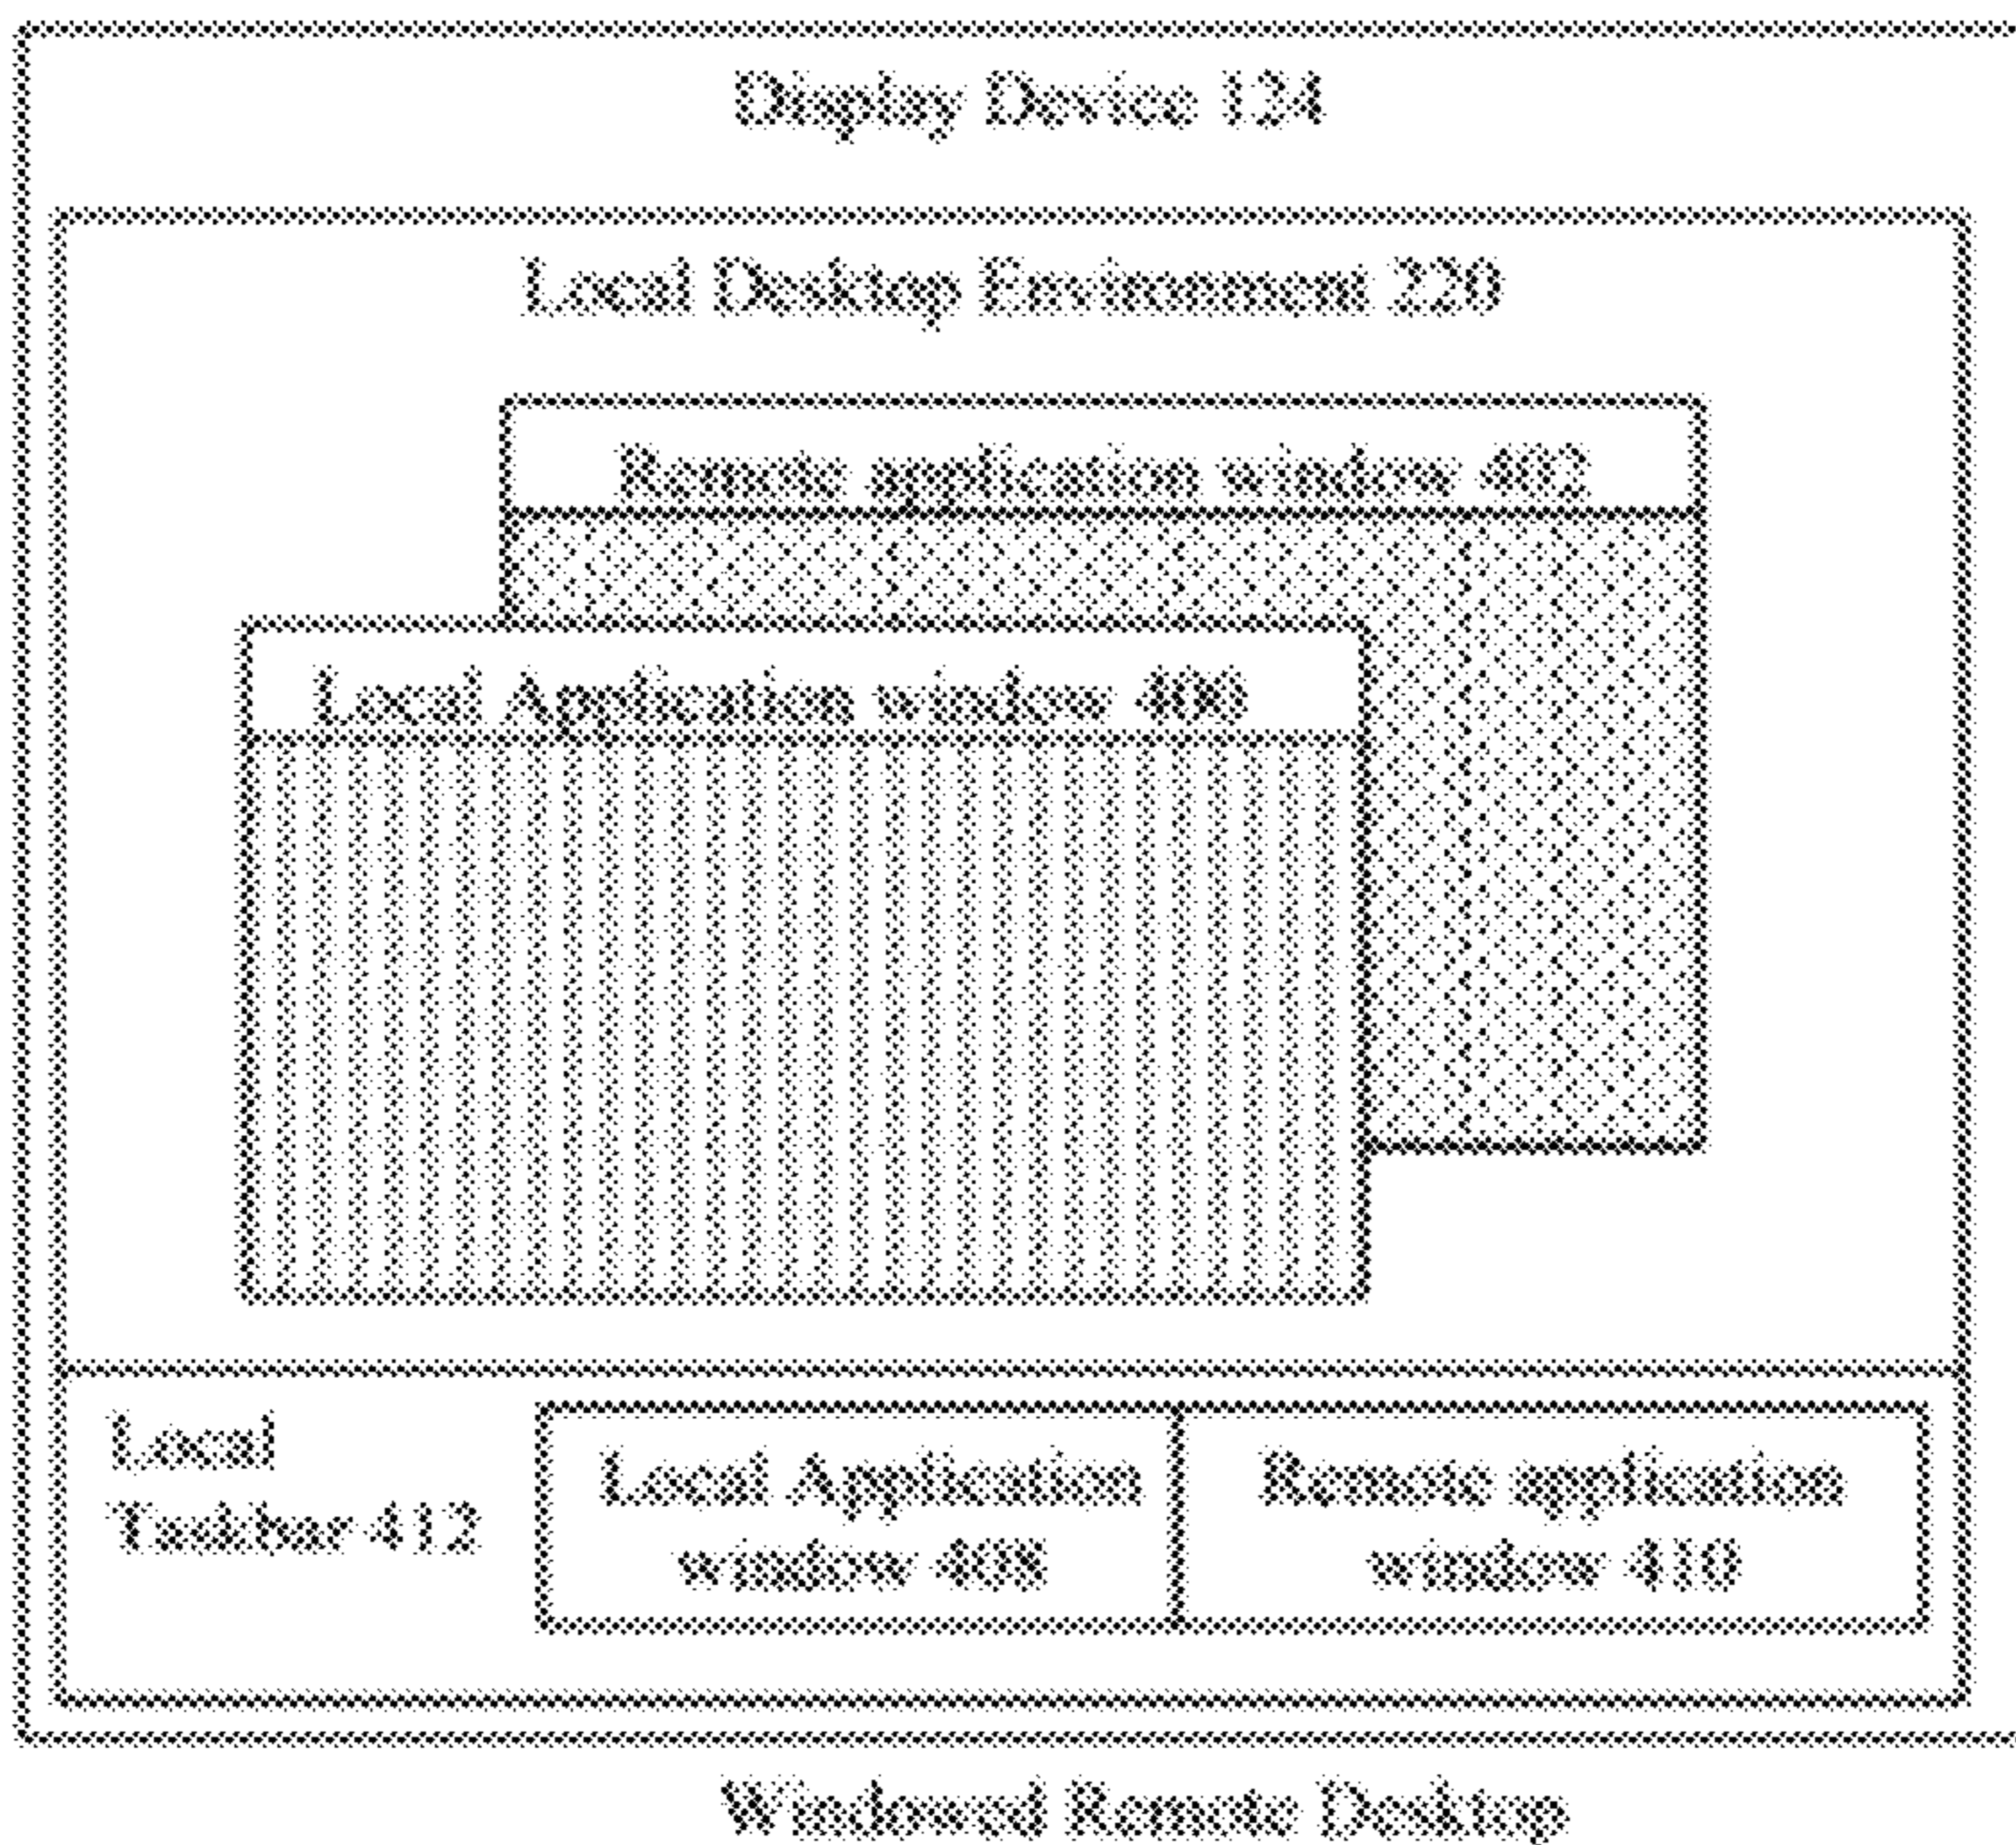 Display Device 124
Local Desktop Environment 220
Remote application window 402
Local Application window 400
Local
Taskbar 412
Local Application
window 408
Remote application
window 410
Windowed Remote Desktop